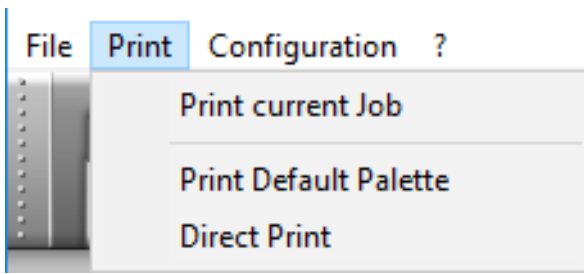 File Print Configuration ?
Print current Job
Print Default Palette
Direct Print